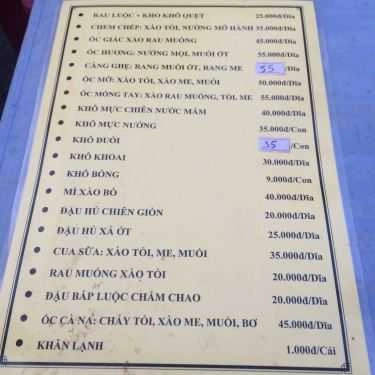 RAU LUỘC + KHO KHÔ QUẸT 25.000đ/Dĩa
CHEM CHÉP: XÀO TỎI, NƯỚNG MỠ HÀNH 35.000đ/Dĩa
ỐC GIÁC XÀO RAU MUỐNG 45.000đ/Dĩa
ỐC HƯƠNG: NƯỚNG MỌI, MUỐI ỚT 55.000đ/Dĩa
CÀNG GHẸ: RANG MUỐI ỚT, RANG ME 55 /Dĩa
ỐC MỠ: XÀO TỎI, XÀO ME, MUỐI 50.000đ/Dĩa
ỐC MÓNG TAY: XÀO RAU MUỐNG, TỎI, ME 55.000đ/Dĩa
KHÔ MỰC CHIÊN NƯỚC MẮM 40.000đ/Dĩa
KHÔ MỰC NƯỚNG 35.000đ/Con
KHÔ ĐUỐI 35 /Con
KHÔ KHOAI 30.000đ/Dĩa
KHÔ BÓNG 9.000đ/Con
MÌ XÀO BÒ 40.000đ/Dĩa
ĐẬU HỦ CHIÊN GIÒN 20.000đ/Dĩa
ĐẬU HỦ XẢ ỚT 25.000đ/Dĩa
CUA SỮA: XÀO TỎI, ME, MUỐI 35.000đ/Dĩa
RAU MUỐNG XÀO TỎI 20.000đ/Dĩa
ĐẬU BẮP LUỘC CHẤM CHAO 20.000đ/Dĩa
ỐC CÀ NA: CHÁY TỎI, XÀO ME, MUỐI, BƠ 45.000đ/Dĩa
KHĂN LẠNH 1.000đ/Cái